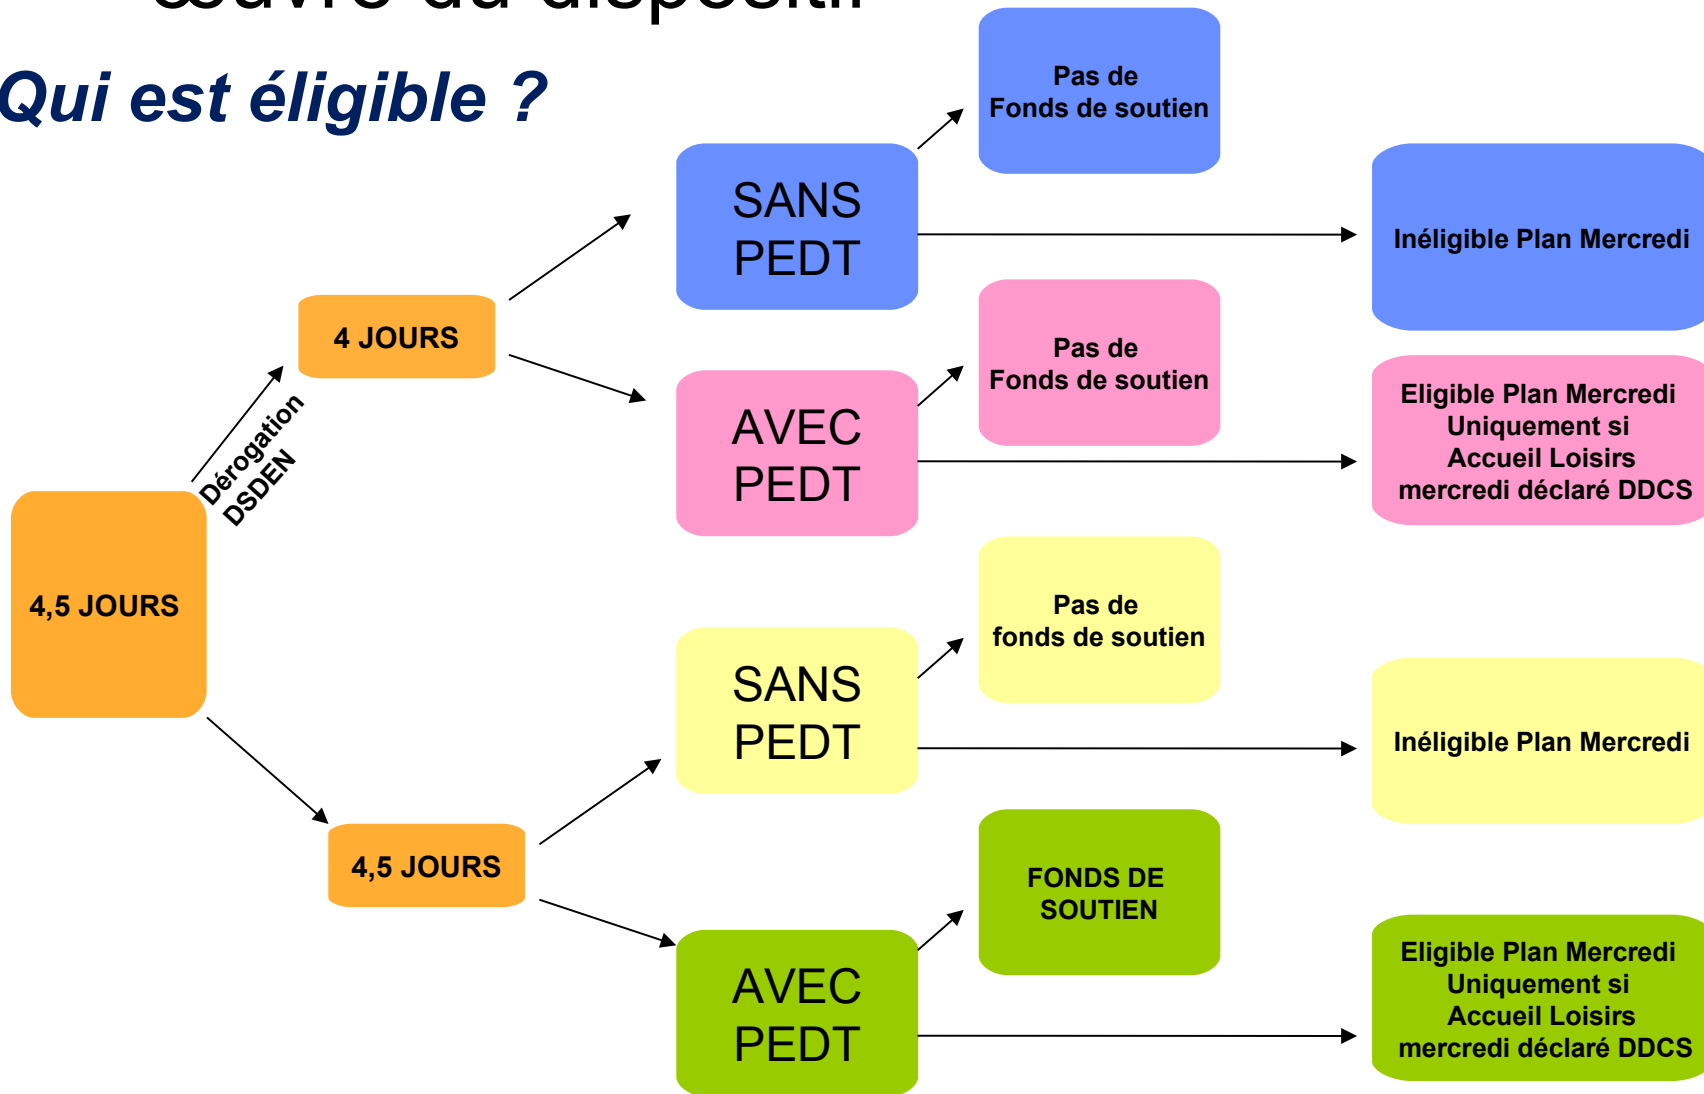 œuvre du dispositif
Qui est éligible ?
4,5 JOURS
Dérogation
DSDEN
4 JOURS
SANS
PEDT
Pas de
Fonds de soutien
Inéligible Plan Mercredi
AVEC
PEDT
Pas de
Fonds de soutien
Eligible Plan Mercredi
Uniquement si
Accueil Loisirs
mercredi déclaré DDCS
4,5 JOURS
SANS
PEDT
Pas de
fonds de soutien
Inéligible Plan Mercredi
AVEC
PEDT
FONDS DE
SOUTIEN
Eligible Plan Mercredi
Uniquement si
Accueil Loisirs
mercredi déclaré DDCS